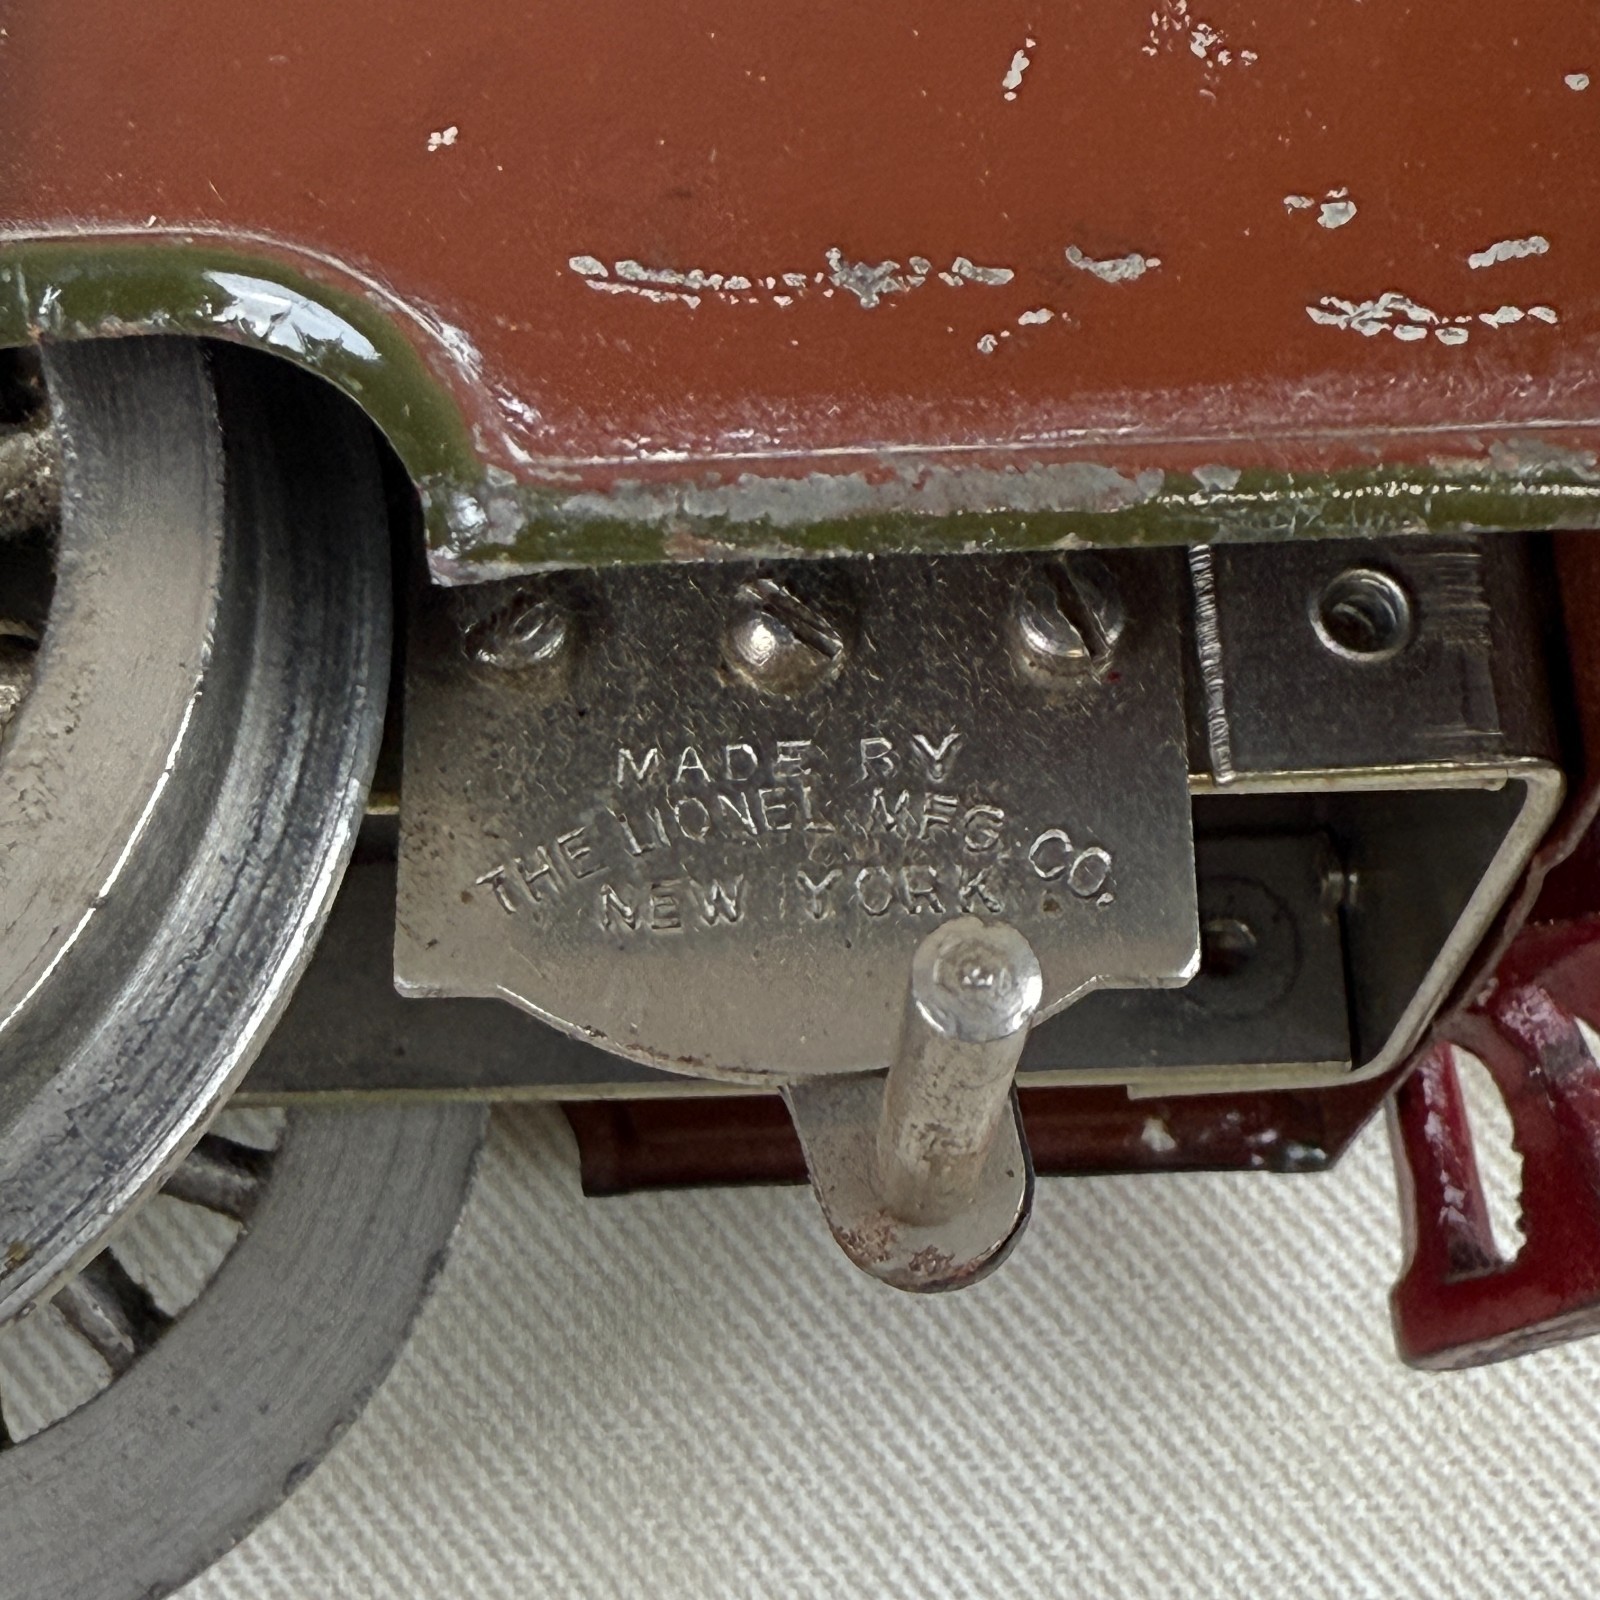 MADE BY
THE LIONEL MFG. CO.
NEW YORK